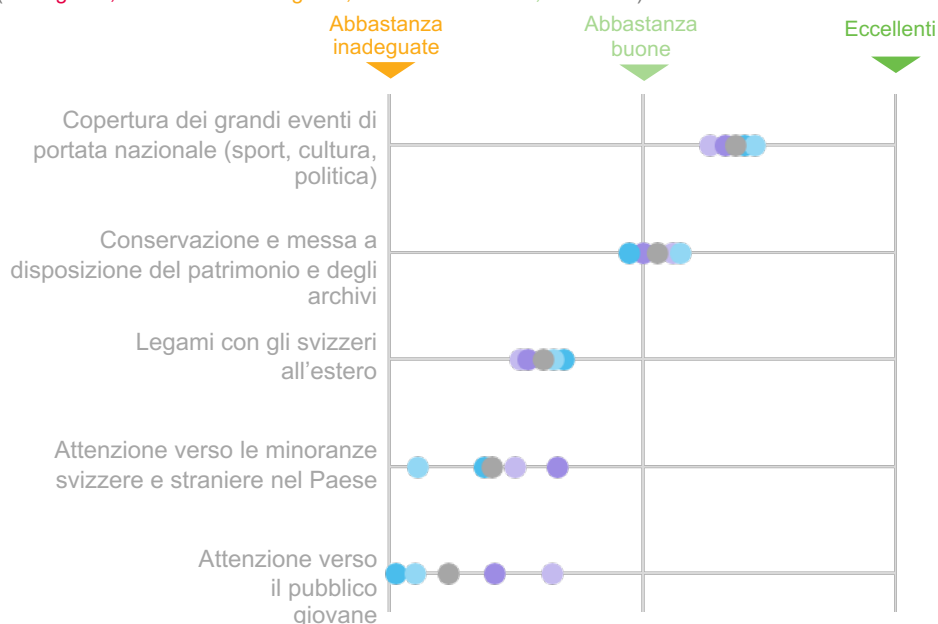 Abbastanza
inadeguate
Abbastanza
buone
Eccellenti
Copertura dei grandi eventi di
portata nazionale (sport, cultura,
politica)
Conservazione e messa a
disposizione del patrimonio e degli
archivi
Legami con gli svizzeri
all'estero
Attenzione verso le minoranze
svizzere e straniere nel Paese
Attenzione verso
il pubblico
giovane